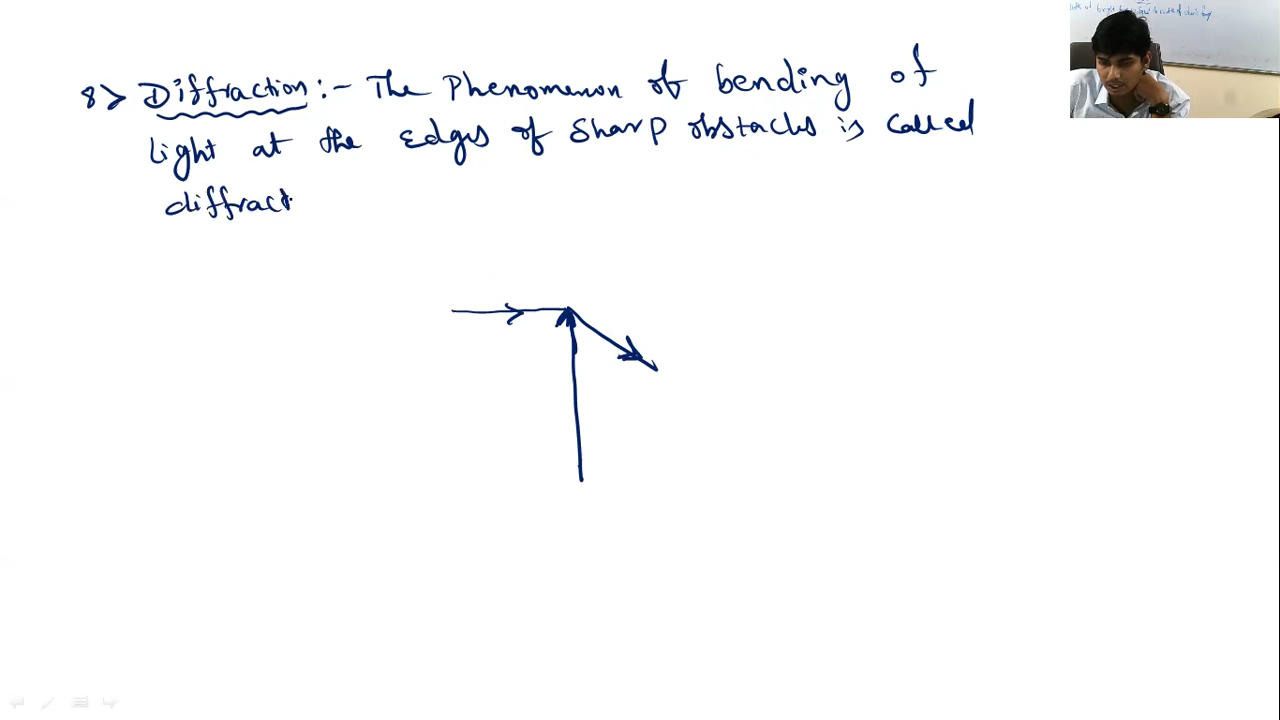 8> Diffraction :- The Phenomenon of bending of
light at the Edges of Sharp obstacles is called
diffract